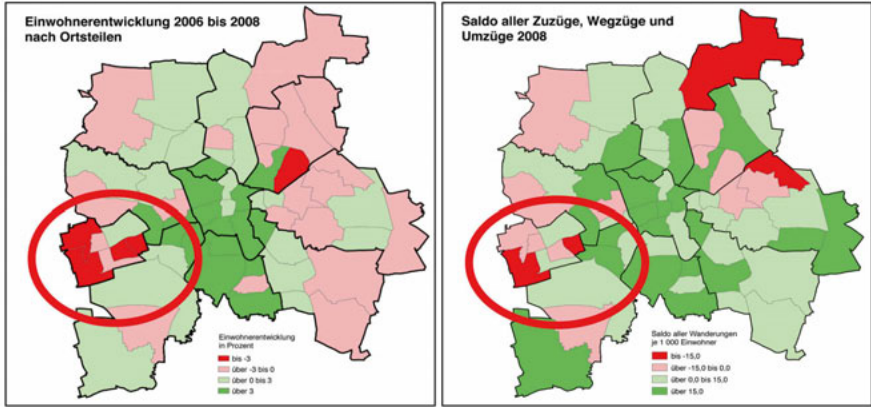 Einwohnerentwicklung 2006 bis 2008
nach Ortsteilen
Einwohnerentwicklung
in Prozent
bis -3
über -3 bis 0
über 0 bis 3
über 3
Saldo aller Zuzüge, Wegzüge und
Umzüge 2008
Saldo aller Wanderungen
je 1 000 Einwohner
bis -15,0
über -15,0 bis 0,0
über 0,0 bis 15,0
über 15,0